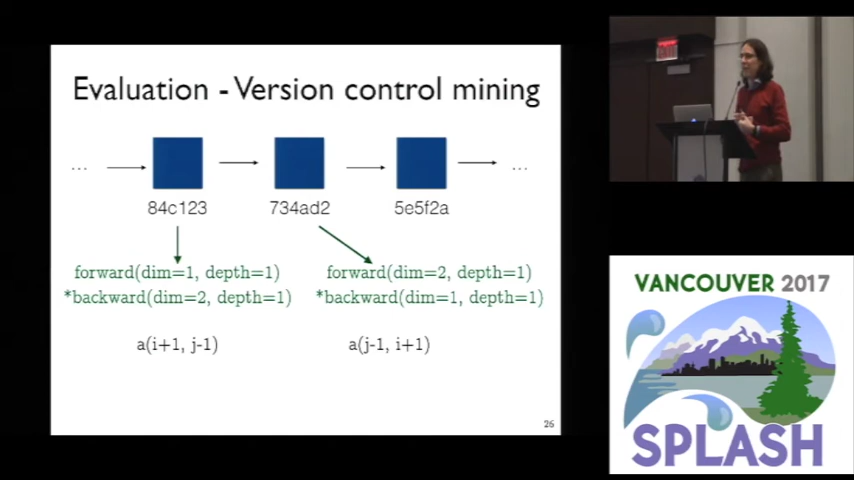 Evaluation - Version control mining
... ...
84c123 734ad2 5e5f2a
forward(dim=1, depth=1) forward(dim=2, depth=1)
*backward(dim=2, depth=1) *backward(dim=1, depth=1)
a(i+1, j-1) a(j-1, i+1)
26
VANCOUVER 2017
SPLASH